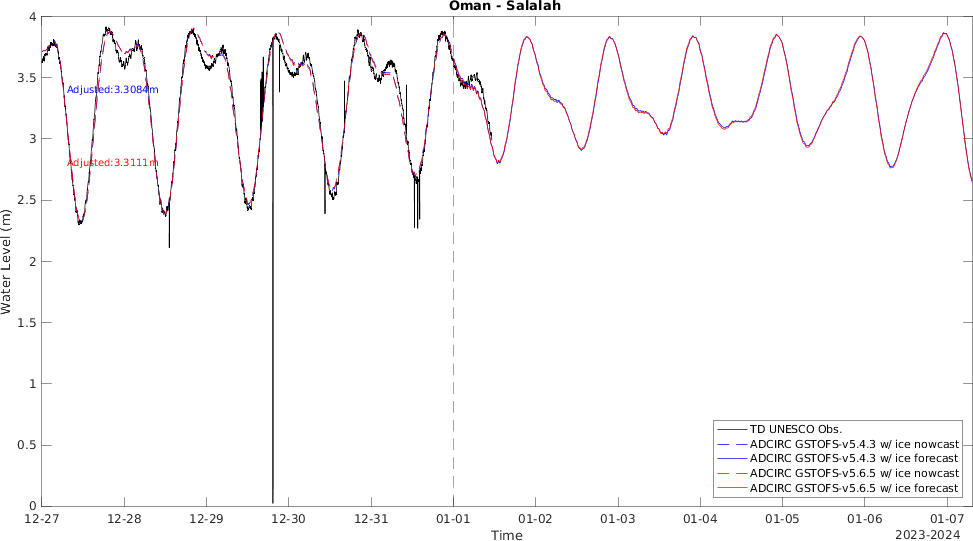 Oman - Salalah
4
3.5
3
2.5
2
1.5
1
0.5
0
Water Level (m)
Adjusted:3.3084m
Adjusted:3.3111m
TD UNESCO Obs.
ADCIRC GSTOFS-v5.4.3 w/ ice nowcast
ADCIRC GSTOFS-v5.4.3 w/ ice forecast
ADCIRC GSTOFS-v5.6.5 w/ ice nowcast
ADCIRC GSTOFS-v5.6.5 w/ ice forecast
12-27 12-28 12-29 12-30 12-31 01-01 01-02 01-03 01-04 01-05 01-06 01-07
Time
2023-2024